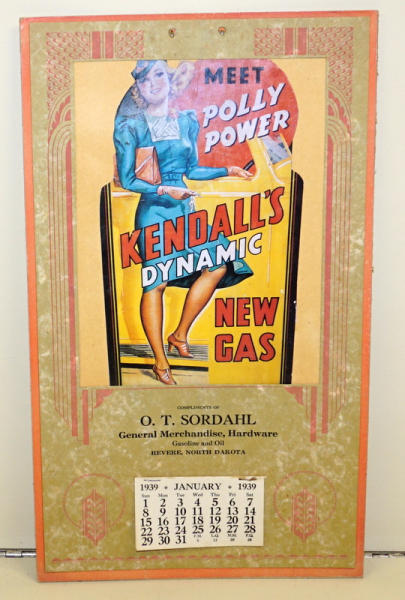 MEET
POLLY
POWER
KENDALL'S
DYNAMIC
NEW
GAS
COMPLIMENTS OF
O. T. SORDAHL
General Merchandise, Hardware
Gasoline and Oil
REVERE, NORTH DAKOTA
1939 JANUARY 1939
Sun. Mon. Tue. Wed. Thu. Fri. Sat.
1 2 3 4 5 6 7
8 9 10 11 12 13 14
15 16 17 18 19 20 21
22 23 24 25 26 27 28
29 30 31